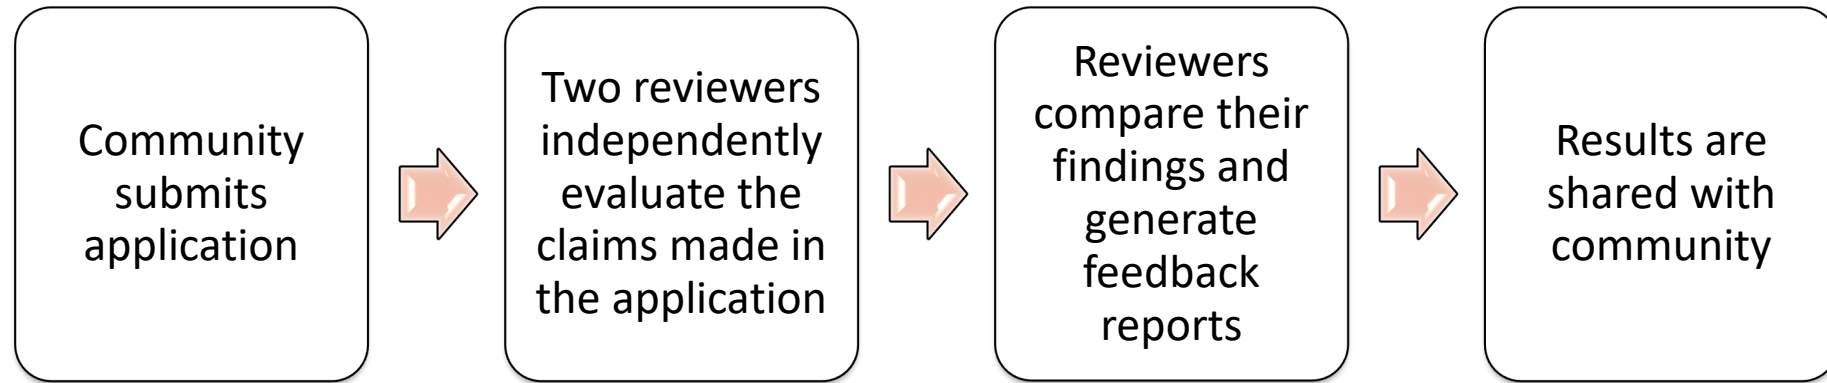 Community
submits
application
Two reviewers
independently
evaluate the
claims made in
the application
Reviewers
compare their
findings and
generate
feedback
reports
Results are
shared with
community